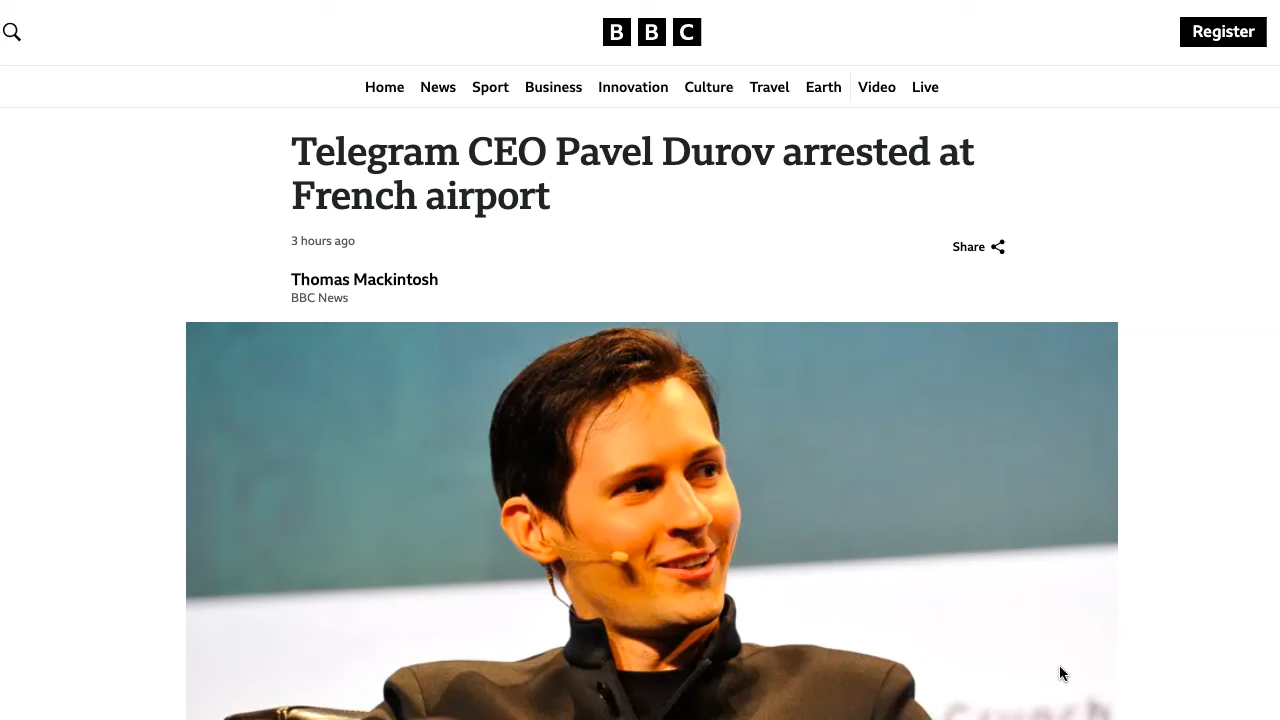 B B C
Register
Home News Sport Business Innovation Culture Travel Earth Video Live
Telegram CEO Pavel Durov arrested at
French airport
3 hours ago
Share
Thomas Mackintosh
BBC News